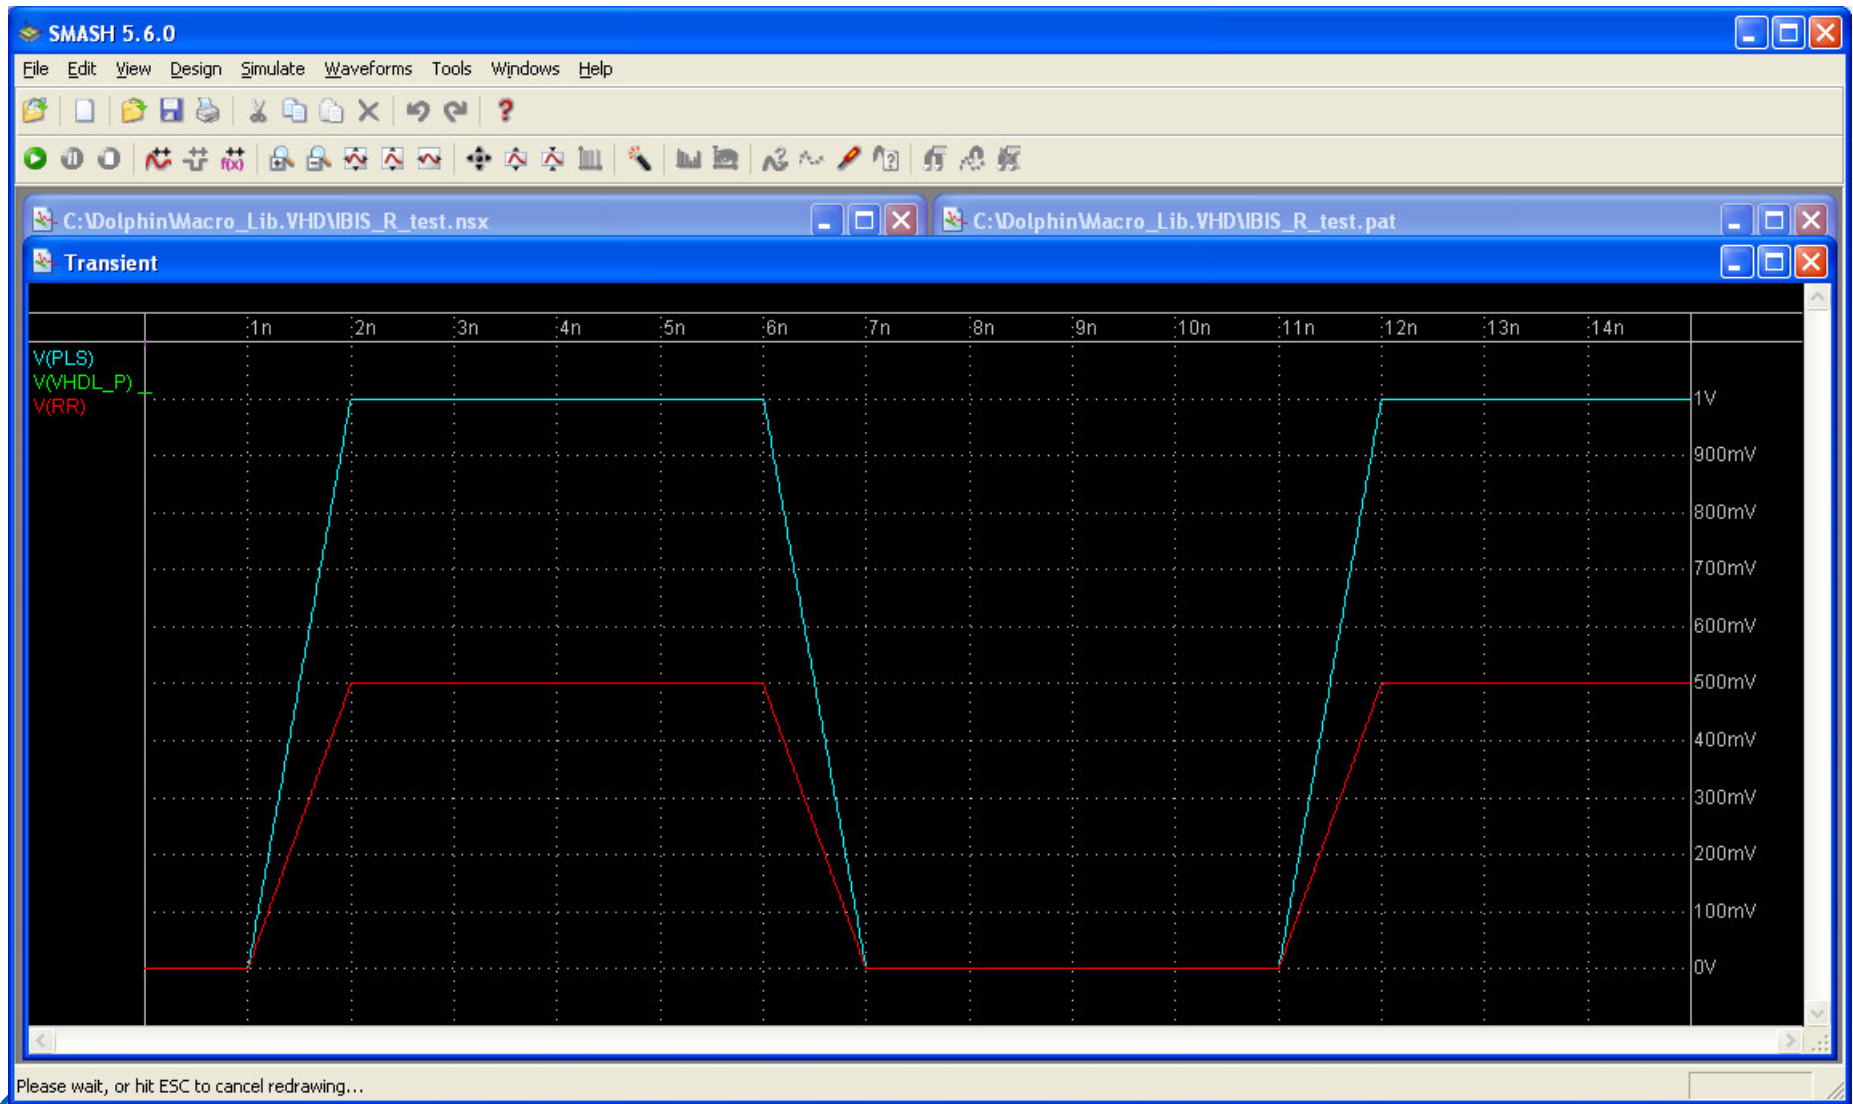 SMASH 5.6.0
File Edit View Design Simulate Waveforms Tools Windows Help
C:\Dolphin\Macro_Lib.VHD\IBIS_R_test.nsx
C:\Dolphin\Macro_Lib.VHD\IBIS_R_test.pat
Transient
1n 2n 3n 4n 5n 6n 7n 8n 9n 10n 11n 12n 13n 14n
V(PLS)
V(VHDL_P)
V(RR)
1V
900mV
800mV
700mV
600mV
500mV
400mV
300mV
200mV
100mV
0V
Please wait, or hit ESC to cancel redrawing...